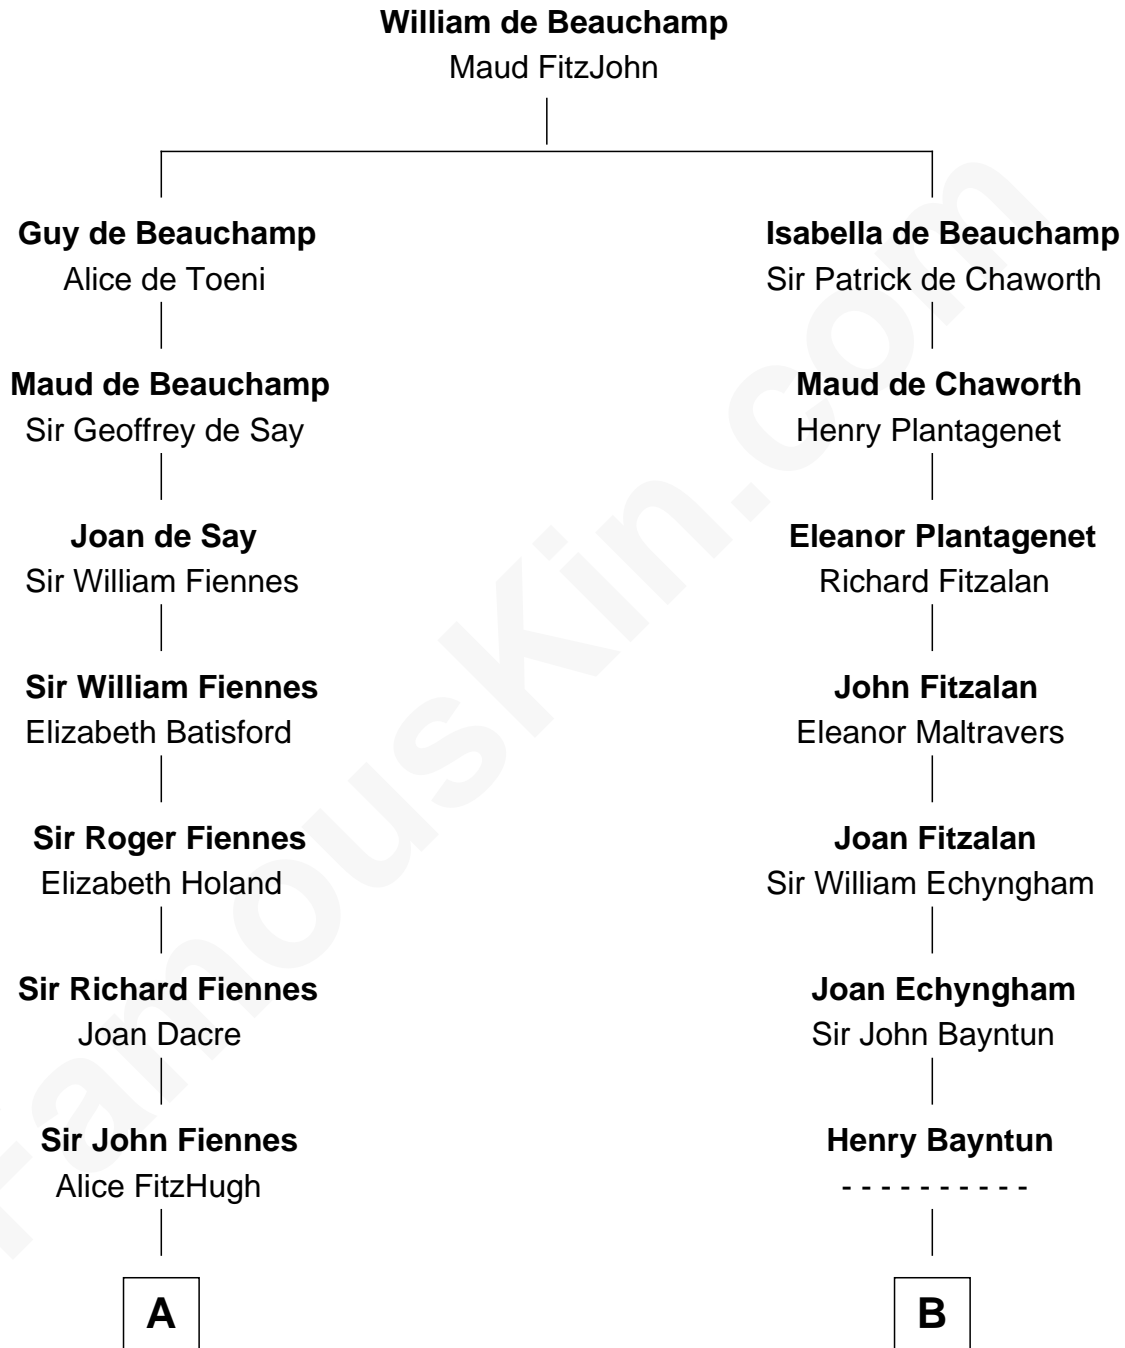 William de Beauchamp
Maud FitzJohn
Guy de Beauchamp
Alice de Toeni
Isabella de Beauchamp
Sir Patrick de Chaworth
Maud de Beauchamp
Sir Geoffrey de Say
Maud de Chaworth
Henry Plantagenet
Joan de Say
Sir William Fiennes
Eleanor Plantagenet
Richard Fitzalan
Sir William Fiennes
Elizabeth Batisford
John Fitzalan
Eleanor Maltravers
Sir Roger Fiennes
Elizabeth Holand
Joan Fitzalan
Sir William Echyngham
Sir Richard Fiennes
Joan Dacre
Joan Echyngham
Sir John Bayntun
Sir John Fiennes
Alice FitzHugh
Henry Bayntun
- - - - - - - - - -
A
B
FamousKin.com